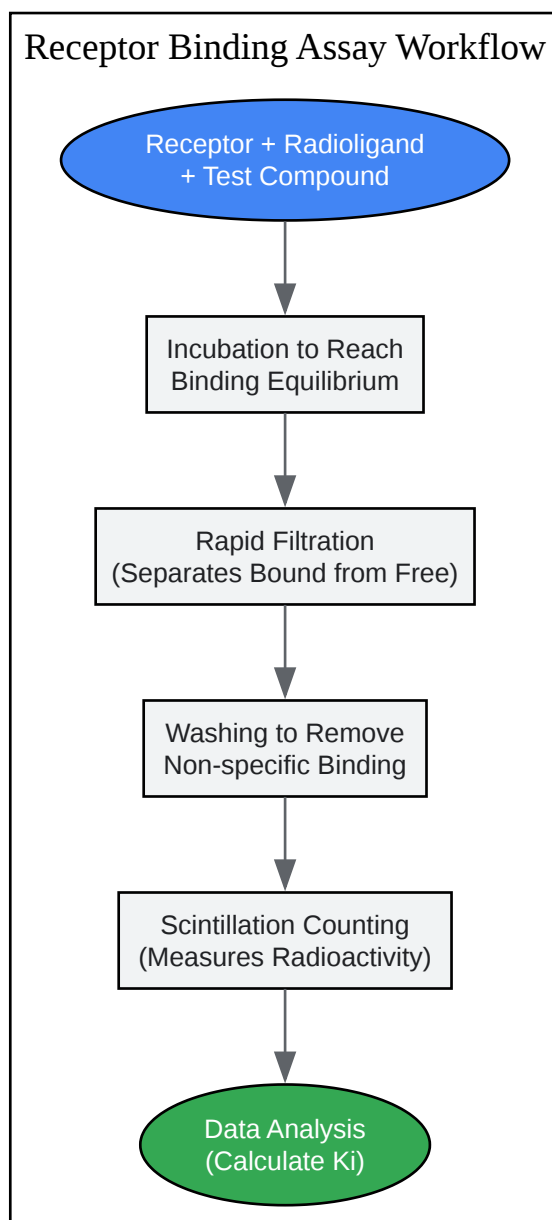 Receptor Binding Assay Workflow
Receptor + Radioligand
+ Test Compound
Incubation to Reach
Binding Equilibrium
Rapid Filtration
(Separates Bound from Free)
Washing to Remove
Non-specific Binding
Scintillation Counting
(Measures Radioactivity)
Data Analysis
(Calculate Ki)